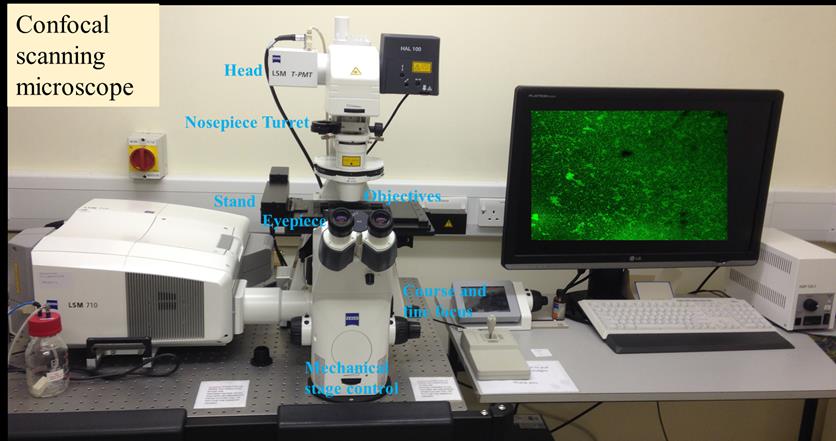 Confocal
scanning
microscope
HAL 100
Head
LSM T-PMT
Nosepiece Turret
Stand
Objectives
Eyepiece
LSM 710
ZEISS
Course and
fine focus
LG
Mechanical
stage control